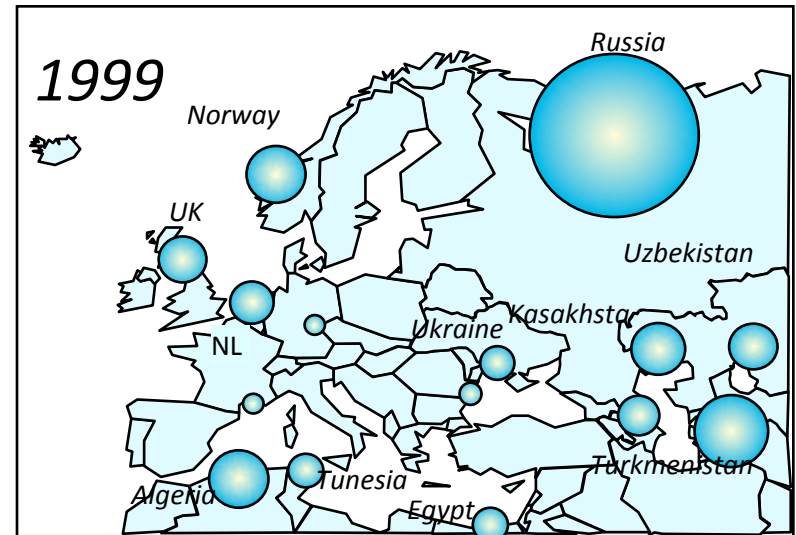 Russia
1999
Norway
UK
Uzbekistan
Kasakhsta
Ukraine
NL
Turkmenistan
Tunesia
Algeria
Egypt